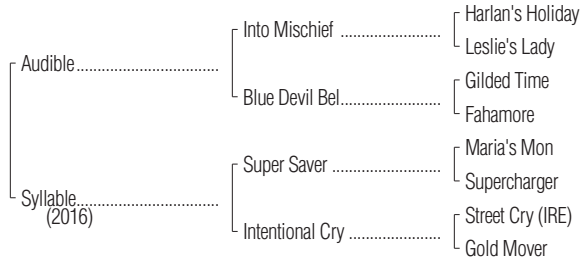 Harlan's Holiday
Into Mischief ........................
Leslie's Lady
Audible..................................
Gilded Time
Blue Devil Bel........................
Fahamore
Maria's Mon
Super Saver ..........................
Supercharger
Syllable..................................
(2016)
Street Cry (IRE)
Intentional Cry ......................
Gold Mover